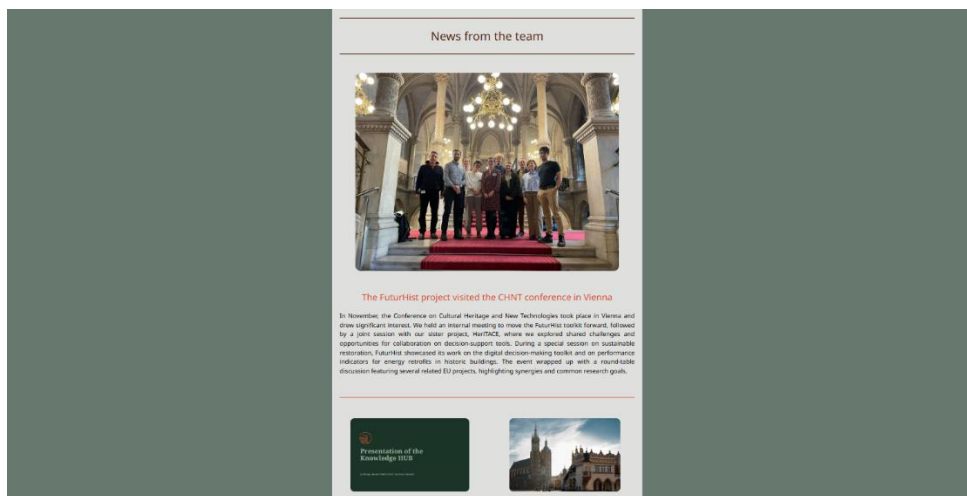 News from the team
The FuturHist project visited the CHNT conference in Vienna
In November, the Conference on Cultural Heritage and New Technologies took place in Vienna and
drew significant interest. We held an internal meeting to move the FuturHist toolkit forward, followed
by a joint session with our sister project, HeriTACE, where we explored shared challenges and
opportunities for collaboration on decision-support tools. During a special session on sustainable
restoration, FuturHist showcased its work on the digital decision-making toolkit and on performance
indicators for energy retrofits in historic buildings. The event wrapped up with a round-table
discussion featuring several related EU projects, highlighting synergies and common research goals.
Presentation of the
Knowledge HUB